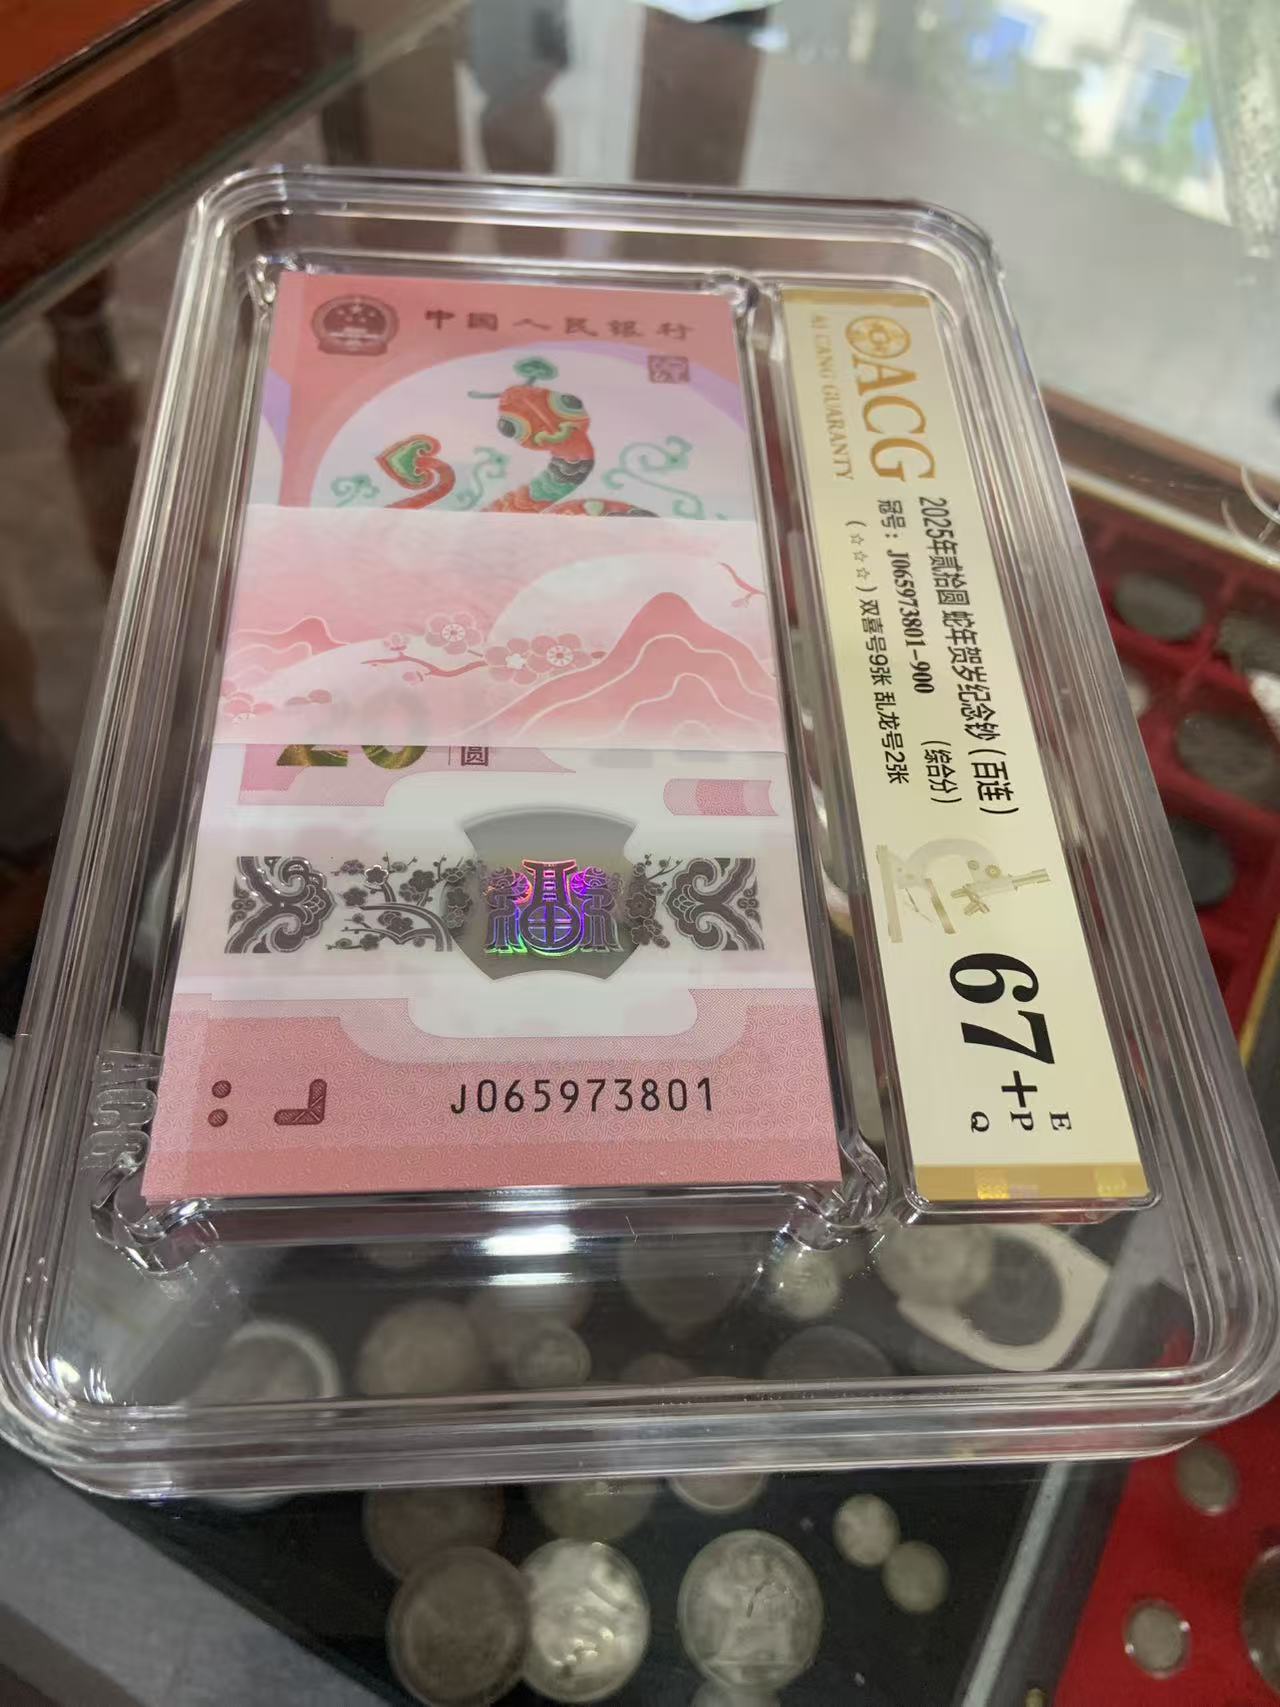 中国人民银行
20
圆
J065973801
ACG
ACG
AI CANG GUARANTY
2025年贰拾圆 蛇年贺岁纪念钞（百连）
冠号：J065973801-900 （综合分）
（☆☆☆）双喜号9张 乱龙号2张
67+
E
P
Q